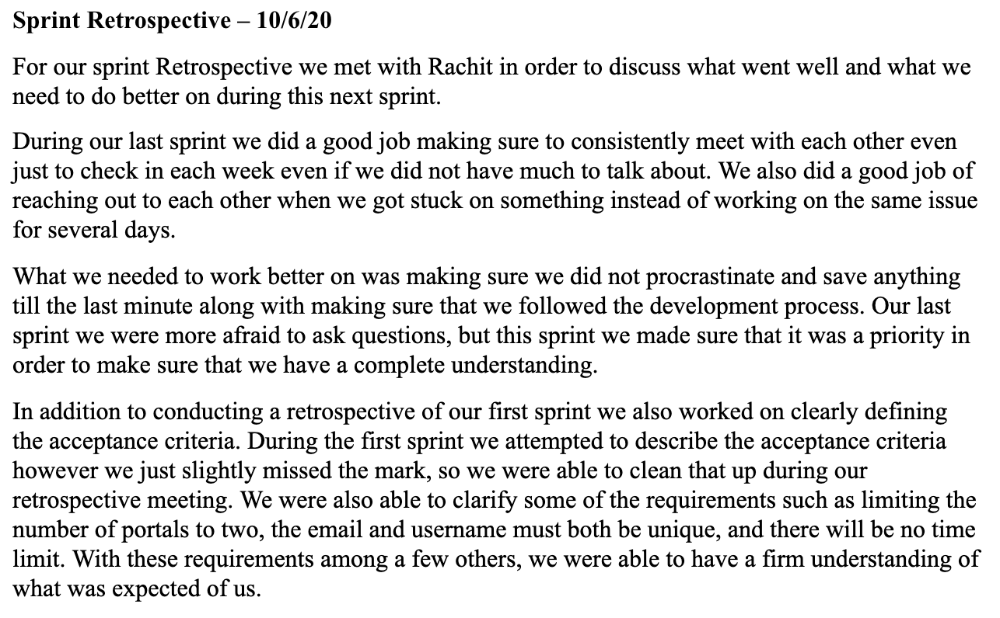 Sprint Retrospective – 10/6/20
For our sprint Retrospective we met with Rachit in order to discuss what went well and what we
need to do better on during this next sprint.
During our last sprint we did a good job making sure to consistently meet with each other even
just to check in each week even if we did not have much to talk about. We also did a good job of
reaching out to each other when we got stuck on something instead of working on the same issue
for several days.
What we needed to work better on was making sure we did not procrastinate and save anything
till the last minute along with making sure that we followed the development process. Our last
sprint we were more afraid to ask questions, but this sprint we made sure that it was a priority in
order to make sure that we have a complete understanding.
In addition to conducting a retrospective of our first sprint we also worked on clearly defining
the acceptance criteria. During the first sprint we attempted to describe the acceptance criteria
however we just slightly missed the mark, so we were able to clean that up during our
retrospective meeting. We were also able to clarify some of the requirements such as limiting the
number of portals to two, the email and username must both be unique, and there will be no time
limit. With these requirements among a few others, we were able to have a firm understanding of
what was expected of us.